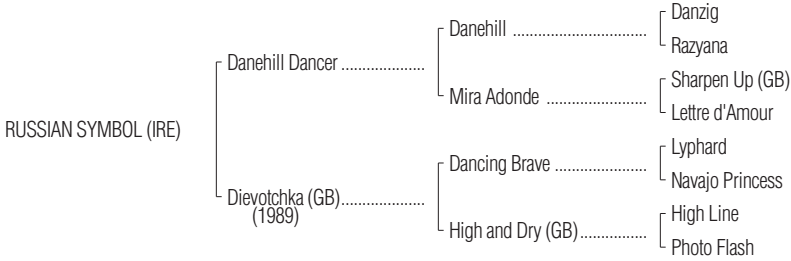 Danzig
Danehill ................................
Razyana
Danehill Dancer ....................
Sharpen Up (GB)
Mira Adonde ........................
Lettre d'Amour
RUSSIAN SYMBOL (IRE)
Lyphard
Dancing Brave ......................
Navajo Princess
Dievotchka (GB)....................
(1989)
High Line
High and Dry (GB)................
Photo Flash